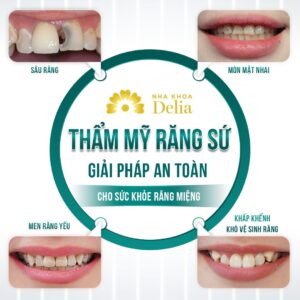 SÂU RĂNG
MÒN MẶT NHAI
NHA KHOA
Delia
THẨM MỸ RĂNG SỨ
GIẢI PHÁP AN TOÀN
CHO SỨC KHỎE RĂNG MIỆNG
MEN RĂNG YẾU
KHẤP KHỂNH
KHÓ VỆ SINH RĂNG